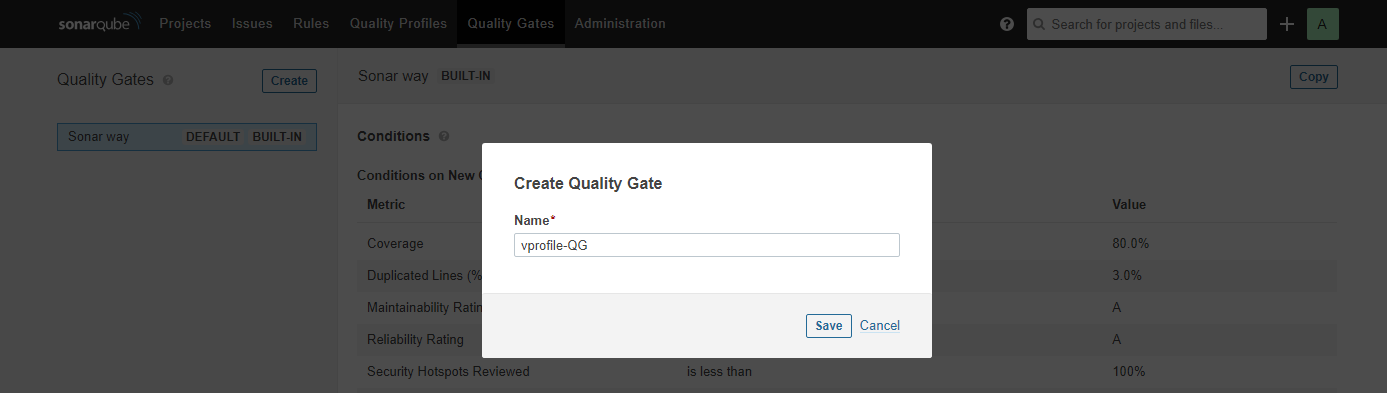 sonarqube Projects Issues Rules Quality Profiles Quality Gates Administration ? Search for projects and files... + A
Quality Gates ? Create
Sonar way BUILT-IN Copy
Sonar way DEFAULT BUILT-IN
Conditions ?
Create Quality Gate
Name*
vprofile-QG
Save Cancel
Conditions on New
Metric Value
Coverage 80.0%
Duplicated Lines (% 3.0%
Maintainability Ratin A
Reliability Rating A
Security Hotspots Reviewed is less than 100%